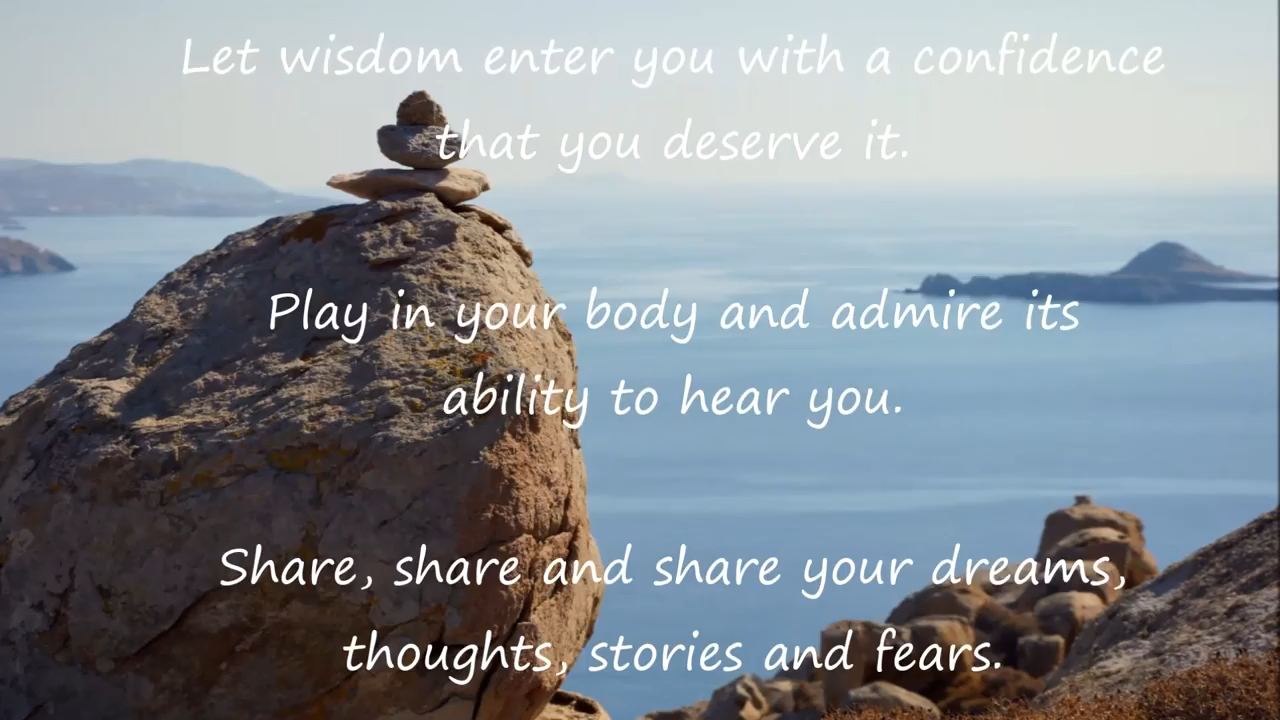 Let wisdom enter you with a confidence
that you deserve it.
Play in your body and admire its
ability to hear you.
Share, share and share your dreams,
thoughts, stories and fears.